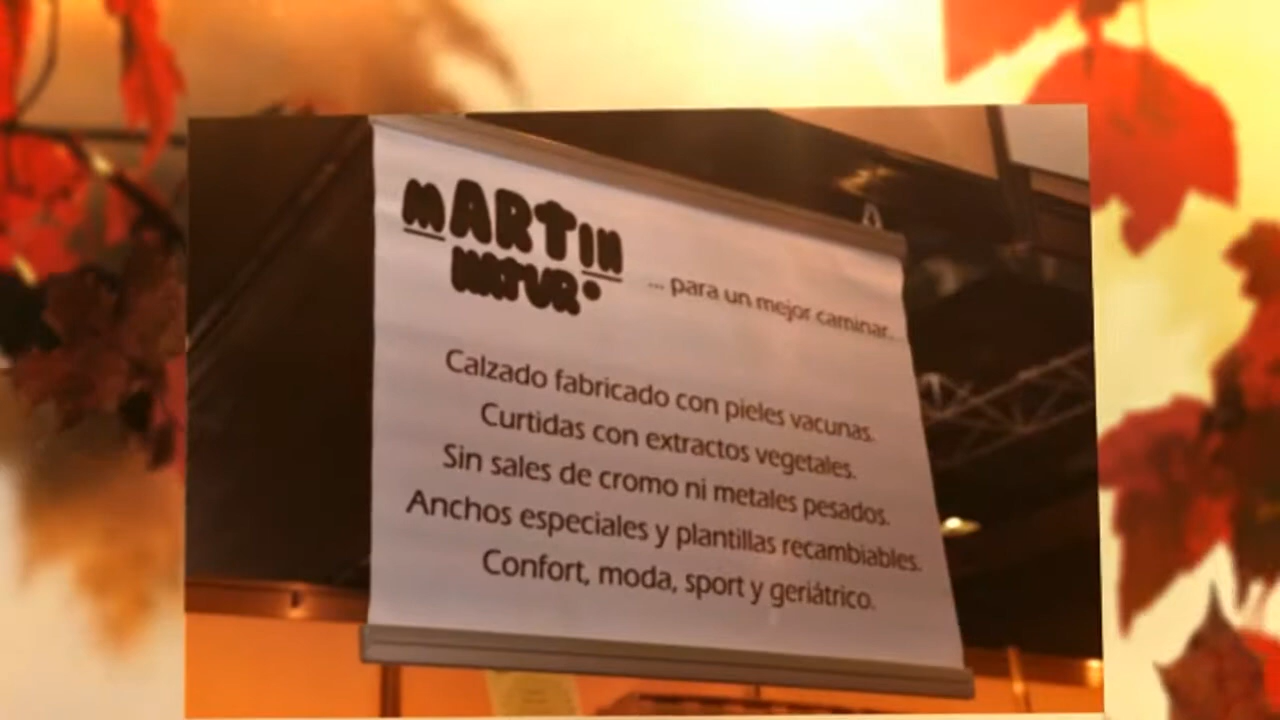 mARTin
NATUR
... para un mejor caminar.
Calzado fabricado con pieles vacunas.
Curtidas con extractos vegetales.
Sin sales de cromo ni metales pesados.
Anchos especiales y plantillas recambiables.
Confort, moda, sport y geriátrico.